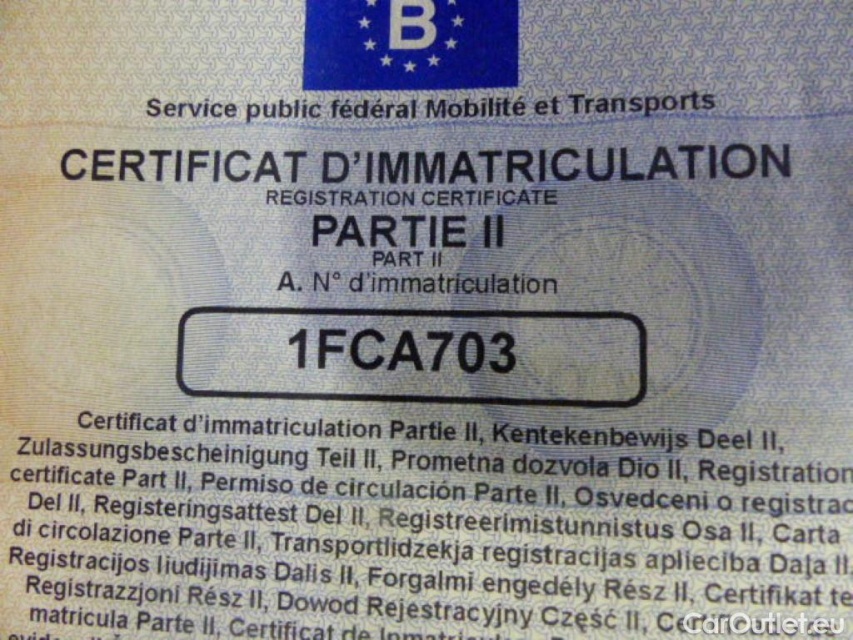 B
Service public fédéral Mobilité et Transports
CERTIFICAT D'IMMATRICULATION
REGISTRATION CERTIFICATE
PARTIE II
PART II
A. N° d'immatriculation
1FCA703
Certificat d'immatriculation Partie II, Kentekenbewijs Deel II,
Zulassungsbescheinigung Teil II, Prometna dozvola Dio II, Registration
certificate Part II, Permiso de circulación Parte II, Osvedceni o registrac
Del II, Registeringsattest Del II, Registreerimistunnistus Osa II, Carta
di circolazione Parte II, Transportlidzekja registracijas aplieciba Daļa II,
Registracijos liudijimas Dalis II, Forgalmi engedély Rész II, Certifikat te
Registrazzjoni Rész II, Dowod Rejestracyjny Część II, Ce
matricula Parte II, Certificat de Inmatricula
CarOutlet.eu